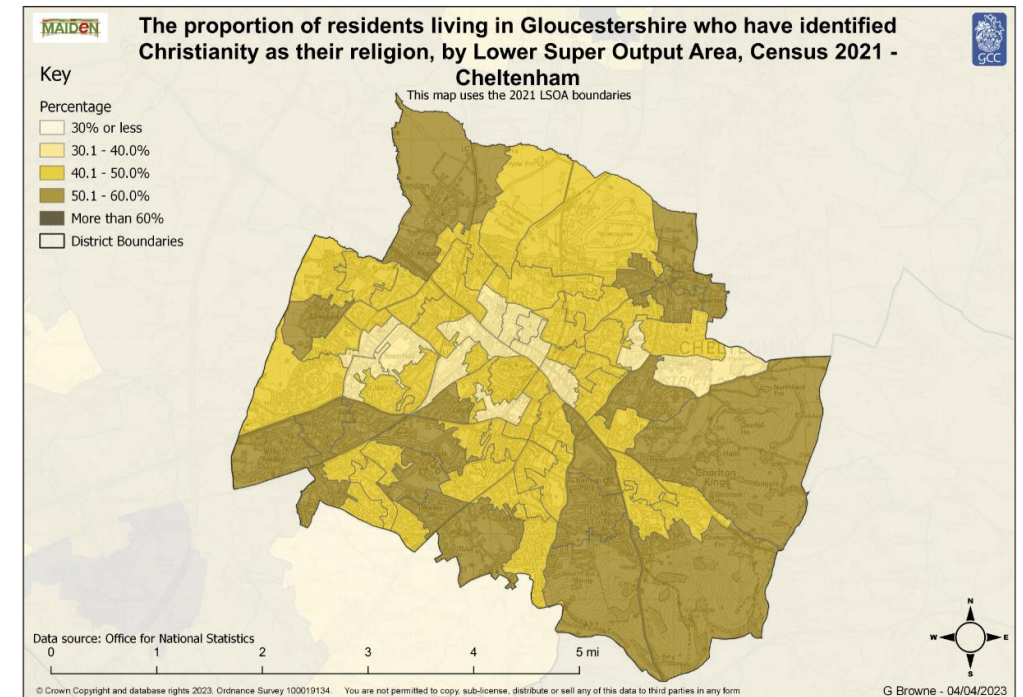 MAIDEN
The proportion of residents living in Gloucestershire who have identified
Christianity as their religion, by Lower Super Output Area, Census 2021 -
Cheltenham
This map uses the 2021 LSOA boundaries
GCC
Key
Percentage
30% or less
30.1 - 40.0%
40.1 - 50.0%
50.1 - 60.0%
More than 60%
District Boundaries
CHELTENHAM
Charlton
Kings
Data source: Office for National Statistics
0 1 2 3 4 5 mi
N
W E
S
© Crown Copyright and database rights 2023, Ordnance Survey 100019134. You are not permitted to copy, sub-license, distribute or sell any of this data to third parties in any form
G Browne - 04/04/2023